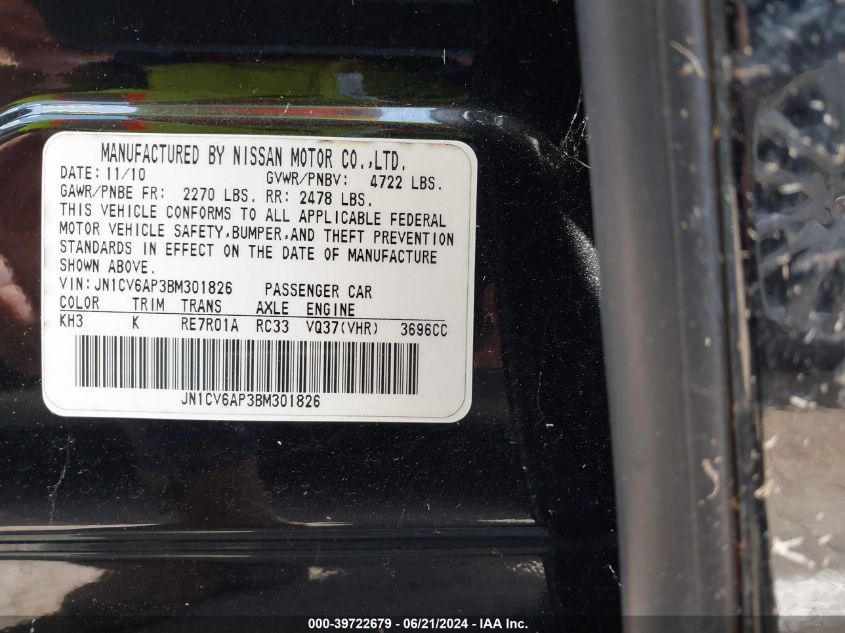 MANUFACTURED BY NISSAN MOTOR CO.,LTD.
DATE: 11/10 GVWR/PNBV: 4722 LBS.
GAWR/PNBE FR: 2270 LBS. RR: 2478 LBS.
THIS VEHICLE CONFORMS TO ALL APPLICABLE FEDERAL
MOTOR VEHICLE SAFETY,BUMPER,AND THEFT PREVENTION
STANDARDS IN EFFECT ON THE DATE OF MANUFACTURE
SHOWN ABOVE.
VIN: JN1CV6AP3BM301826 PASSENGER CAR
COLOR TRIM TRANS AXLE ENGINE
KH3 K RE7R01A RC33 VQ37(VHR) 3696CC
JN1CV6AP3BM301826
000-39722679 - 06/21/2024 - IAA Inc.